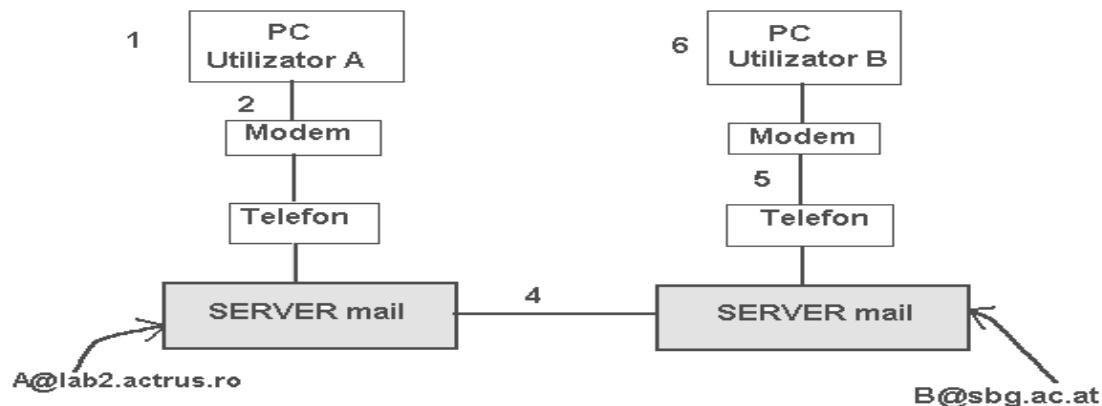 1
PC
Utilizator A
2
Modem
Telefon
SERVER mail
A@lab2.actrus.ro
4
6
PC
Utilizator B
Modem
5
Telefon
SERVER mail
B@sbg.ac.at